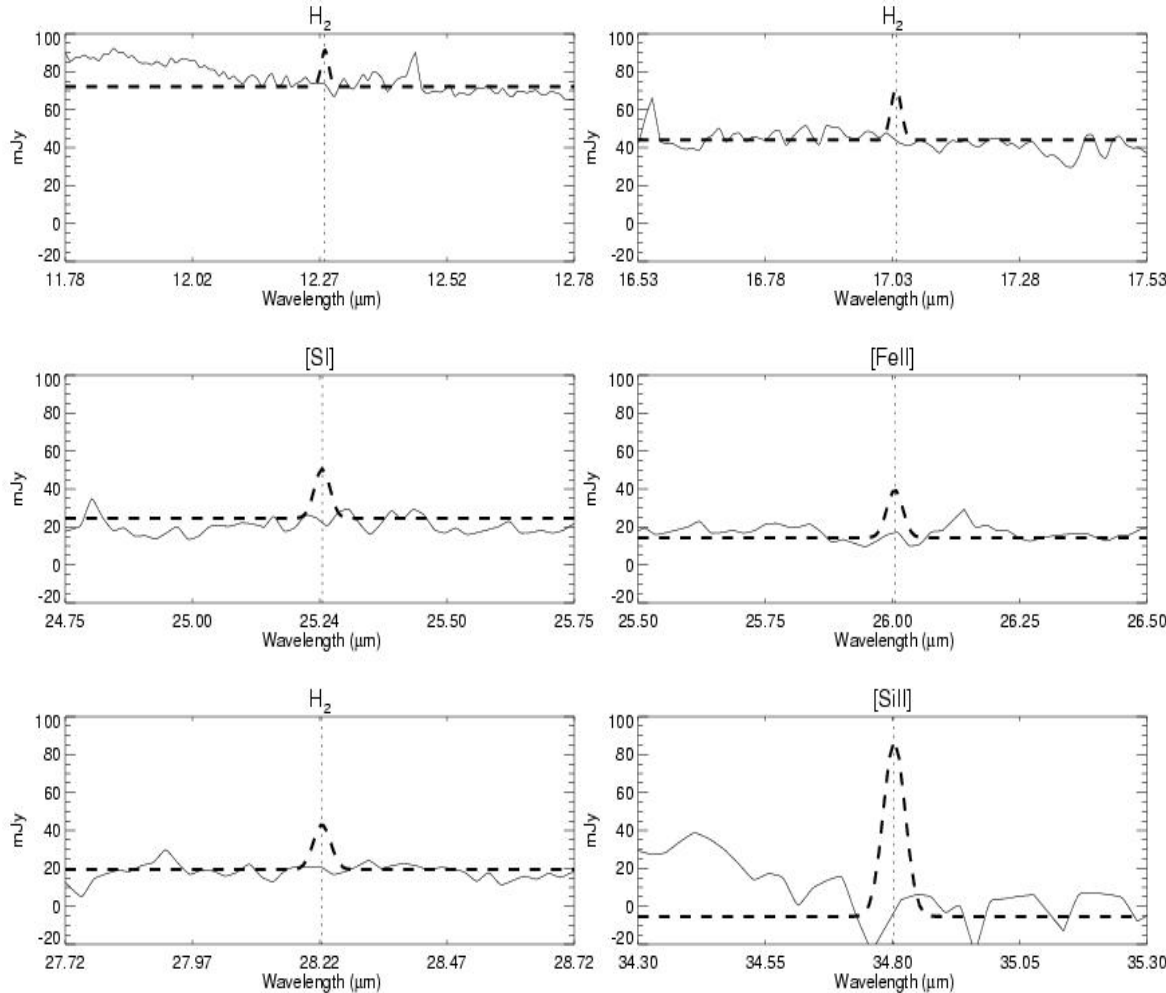 H₂
100
80
60
40
20
0
-20
mJy
11.78 12.02 12.27 12.52 12.78
Wavelength (μm)
H₂
100
80
60
40
20
0
-20
mJy
16.53 16.78 17.03 17.28 17.53
Wavelength (μm)
[SI]
100
80
60
40
20
0
-20
mJy
24.75 25.00 25.24 25.50 25.75
Wavelength (μm)
[FeII]
100
80
60
40
20
0
-20
mJy
25.50 25.75 26.00 26.25 26.50
Wavelength (μm)
H₂
100
80
60
40
20
0
-20
mJy
27.72 27.97 28.22 28.47 28.72
Wavelength (μm)
[SiII]
100
80
60
40
20
0
-20
mJy
34.30 34.55 34.80 35.05 35.30
Wavelength (μm)